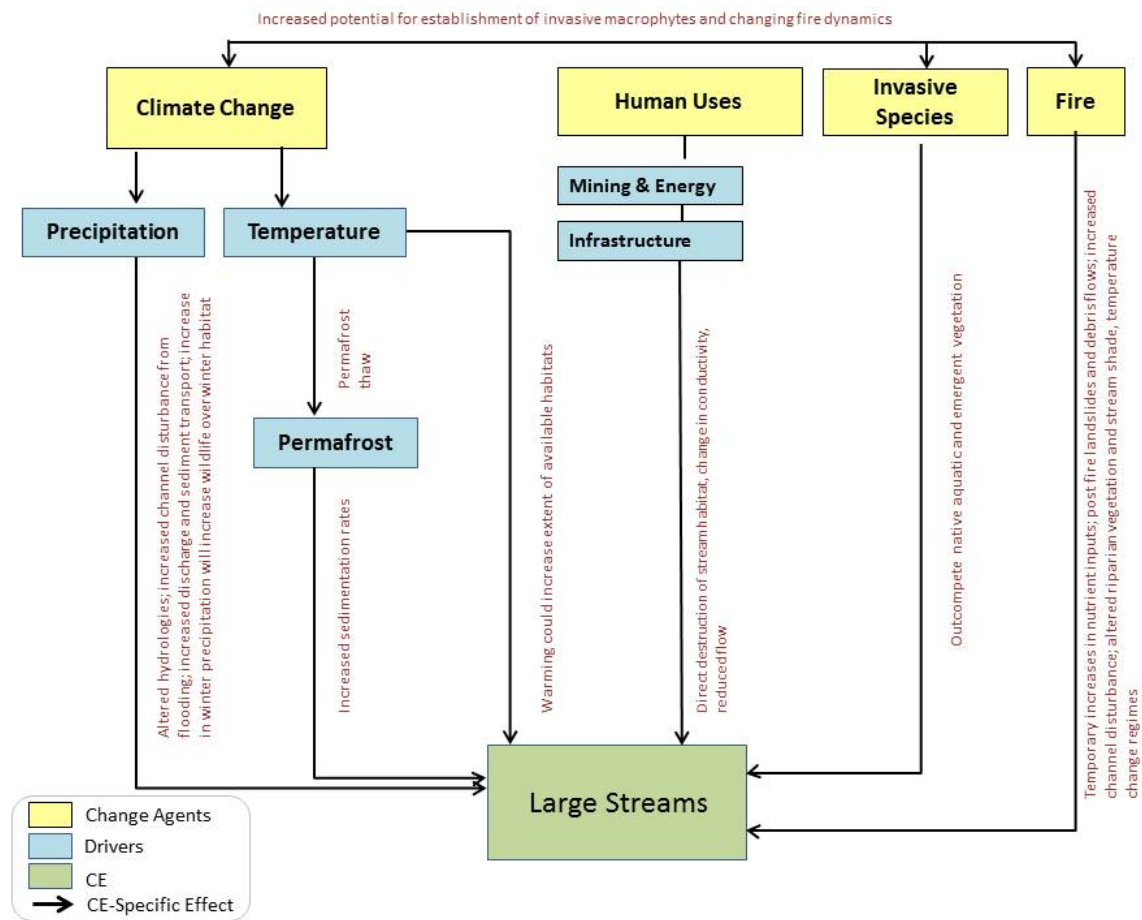 Increased potential for establishment of invasive macrophytes and changing fire dynamics
Climate Change
Human Uses
Invasive
Species
Fire
Mining & Energy
Precipitation
Temperature
Infrastructure
Permafrost
thaw
Permafrost
Altered hydrologies; increased channel disturbance from
flooding; increased discharge and sediment transport; increase
in winter precipitation will increase wildlife overwinter habitat
Increased sedimentation rates
Warming could increase extent of available habitats
Direct destruction of stream habitat, change in conductivity,
reduced flow
Outcompete native aquatic and emergent vegetation
Temporary increases in nutrient inputs; post fire landslides and debris flows; increased
channel disturbance; altered riparian vegetation and stream shade, temperature
change regimes
Large Streams
Change Agents
Drivers
CE
CE-Specific Effect